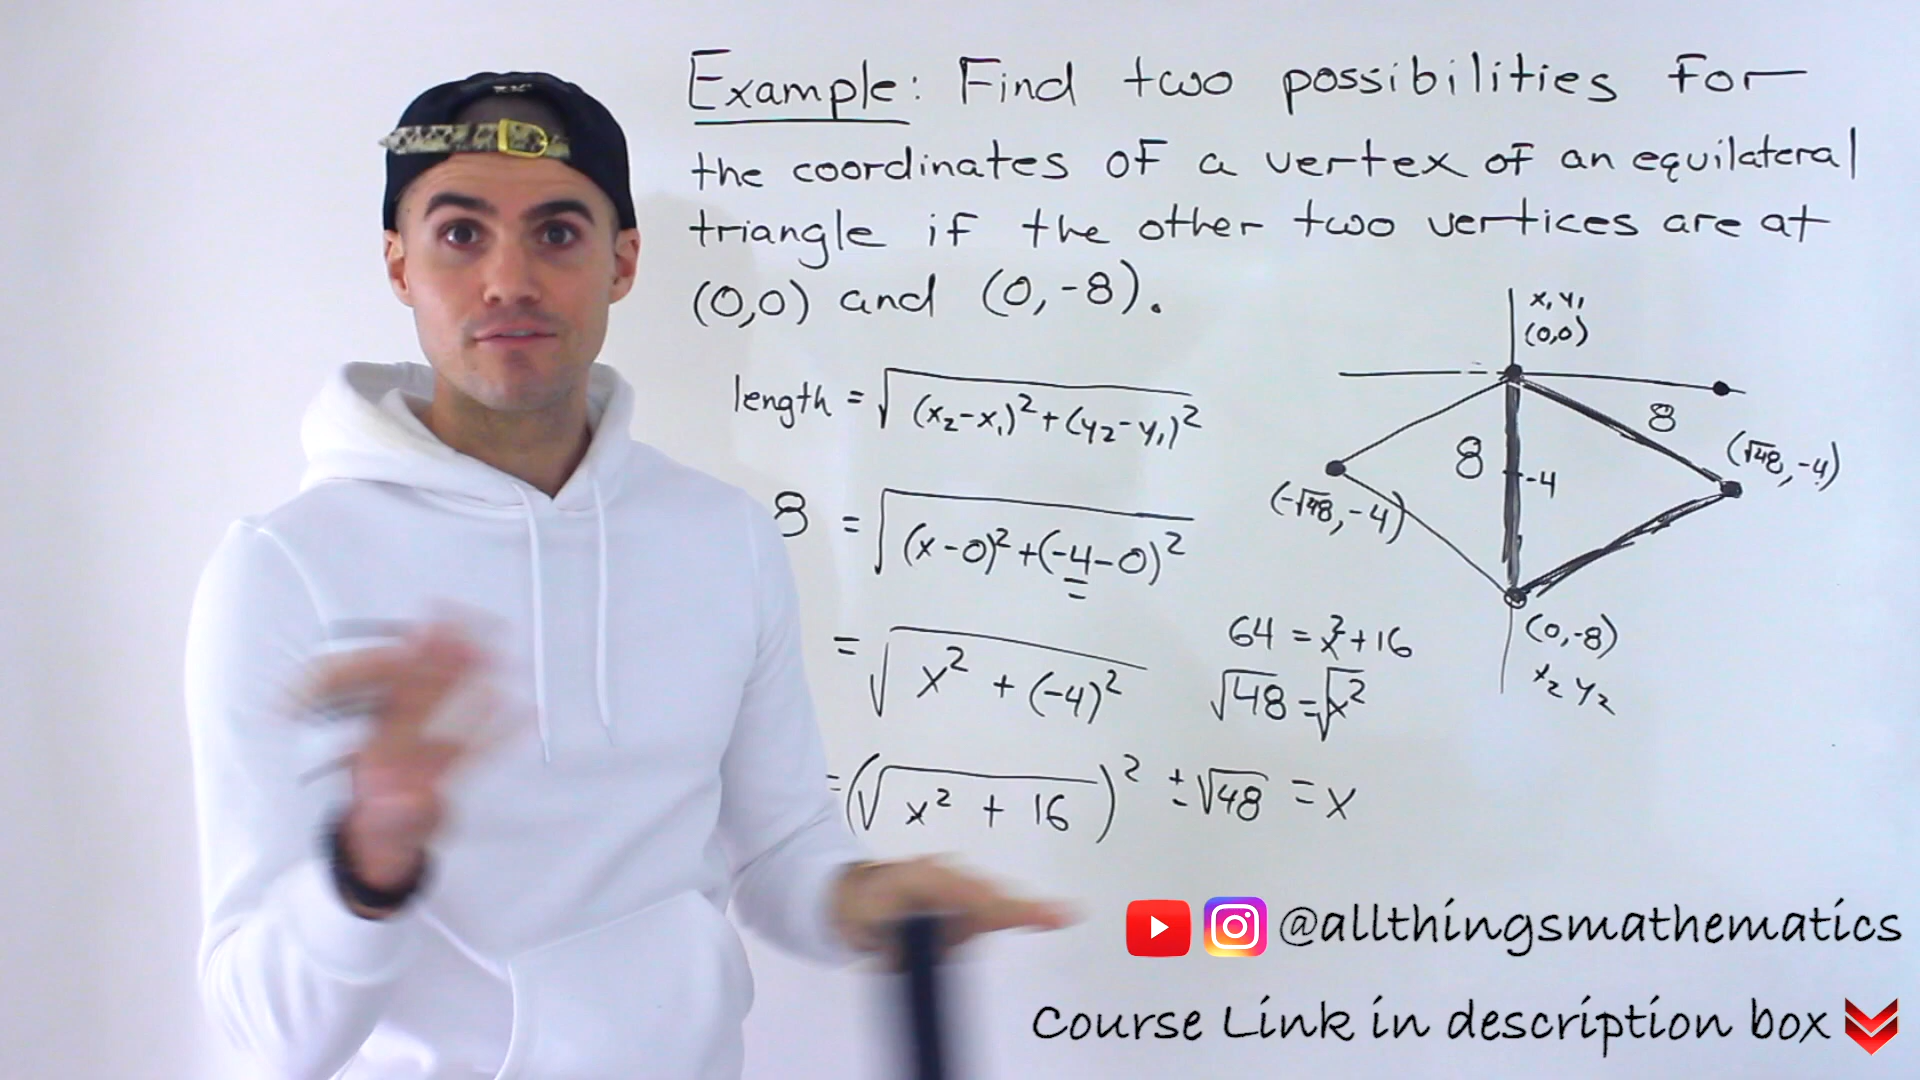 Example: Find two possibilities for
the coordinates of a vertex of an equilateral
triangle if the other two vertices are at
(0,0) and (0,-8).
length = √(x₂-x₁)²+(y₂-y₁)²
8 = √(x-0)²+(-4-0)²
= √x² + (-4)²
= (√x² + 16)²
64 = x²+16
√48 = √x²
±√48 = x
x₁ y₁
(0,0)
8
8
-4
(√48, -4)
(-√48, -4)
(0,-8)
x₂ y₂
@allthingsmathematics
Course Link in description box